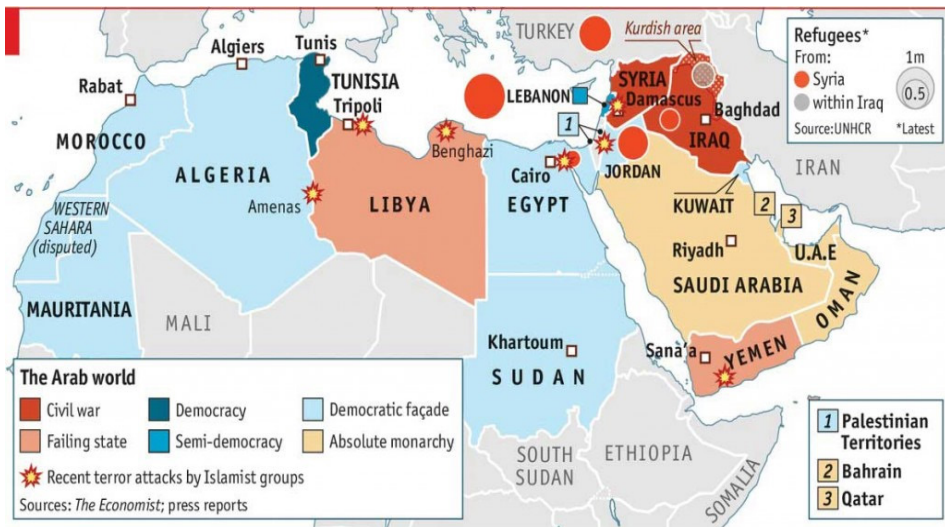 TURKEY
Kurdish area
Refugees*
From:
1m
Syria
0.5
within Iraq
Source:UNHCR
*Latest
Algiers
Tunis
Rabat
TUNISIA
Tripoli
LEBANON
SYRIA
Damascus
Baghdad
IRAQ
IRAN
MOROCCO
Benghazi
1
ALGERIA
Cairo
JORDAN
WESTERN
SAHARA
(disputed)
Amenas
LIBYA
EGYPT
KUWAIT
2
3
Riyadh
U.A.E
SAUDI ARABIA
OMAN
MAURITANIA
MALI
Khartoum
SUDAN
Sanà'a
YEMEN
The Arab world
Civil war
Democracy
Democratic façade
Failing state
Semi-democracy
Absolute monarchy
Recent terror attacks by Islamist groups
Sources: The Economist; press reports
SOUTH
SUDAN
ETHIOPIA
SOMALIA
1 Palestinian
Territories
2 Bahrain
3 Qatar